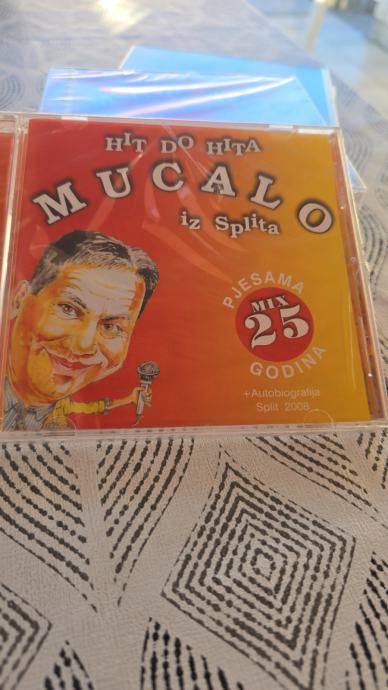 HIT DO HITA
MUCALO
iz Splita
PJESAMA
MIX
25
GODINA
+Autobiografija
Split 2008